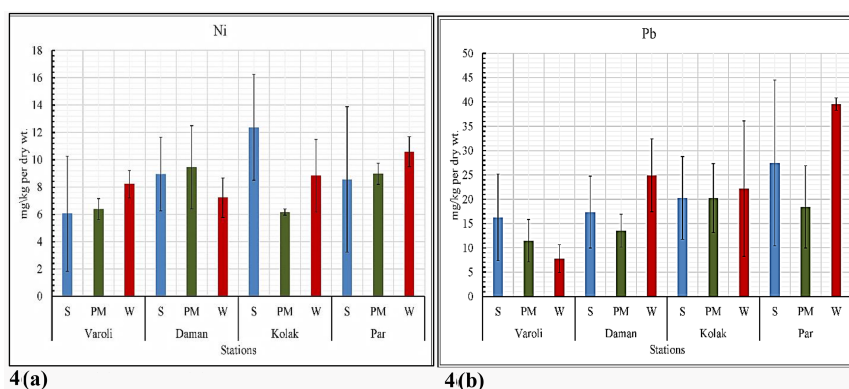 Ni
mg\kg per dry wt.
18
16
14
12
10
8
6
4
2
0
S PM W S PM W S PM W S PM W
Varoli Daman Kolak Par
Stations
4(a)
Pb
mg/kg per dry wt.
50
45
40
35
30
25
20
15
10
5
0
S PM W S PM W S PM W S PM W
Varoli Daman Kolak Par
Stations
4(b)